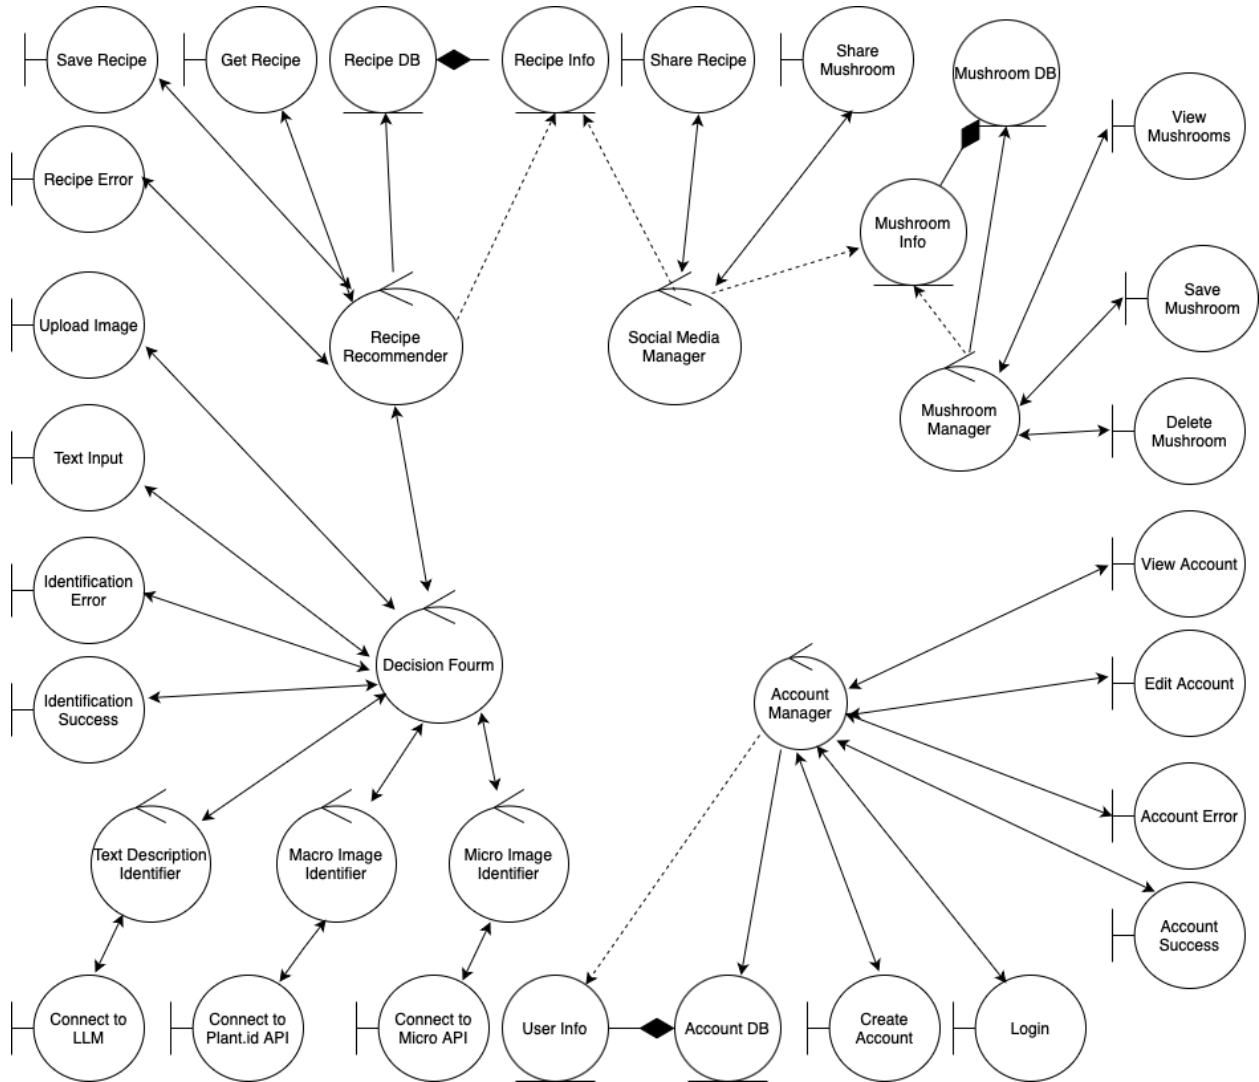 Save Recipe
Get Recipe
Recipe DB
Recipe Info
Share Recipe
Share
Mushroom
Mushroom DB
View
Mushrooms
Recipe Error
Mushroom
Info
Save
Mushroom
Upload Image
Recipe
Recommender
Social Media
Manager
Mushroom
Manager
Delete
Mushroom
Text Input
View Account
Identification
Error
Decision Fourm
Edit Account
Identification
Success
Account
Manager
Account Error
Text Description
Identifier
Macro Image
Identifier
Micro Image
Identifier
Account
Success
Connect to
LLM
Connect to
Plant.id API
Connect to
Micro API
User Info
Account DB
Create
Account
Login